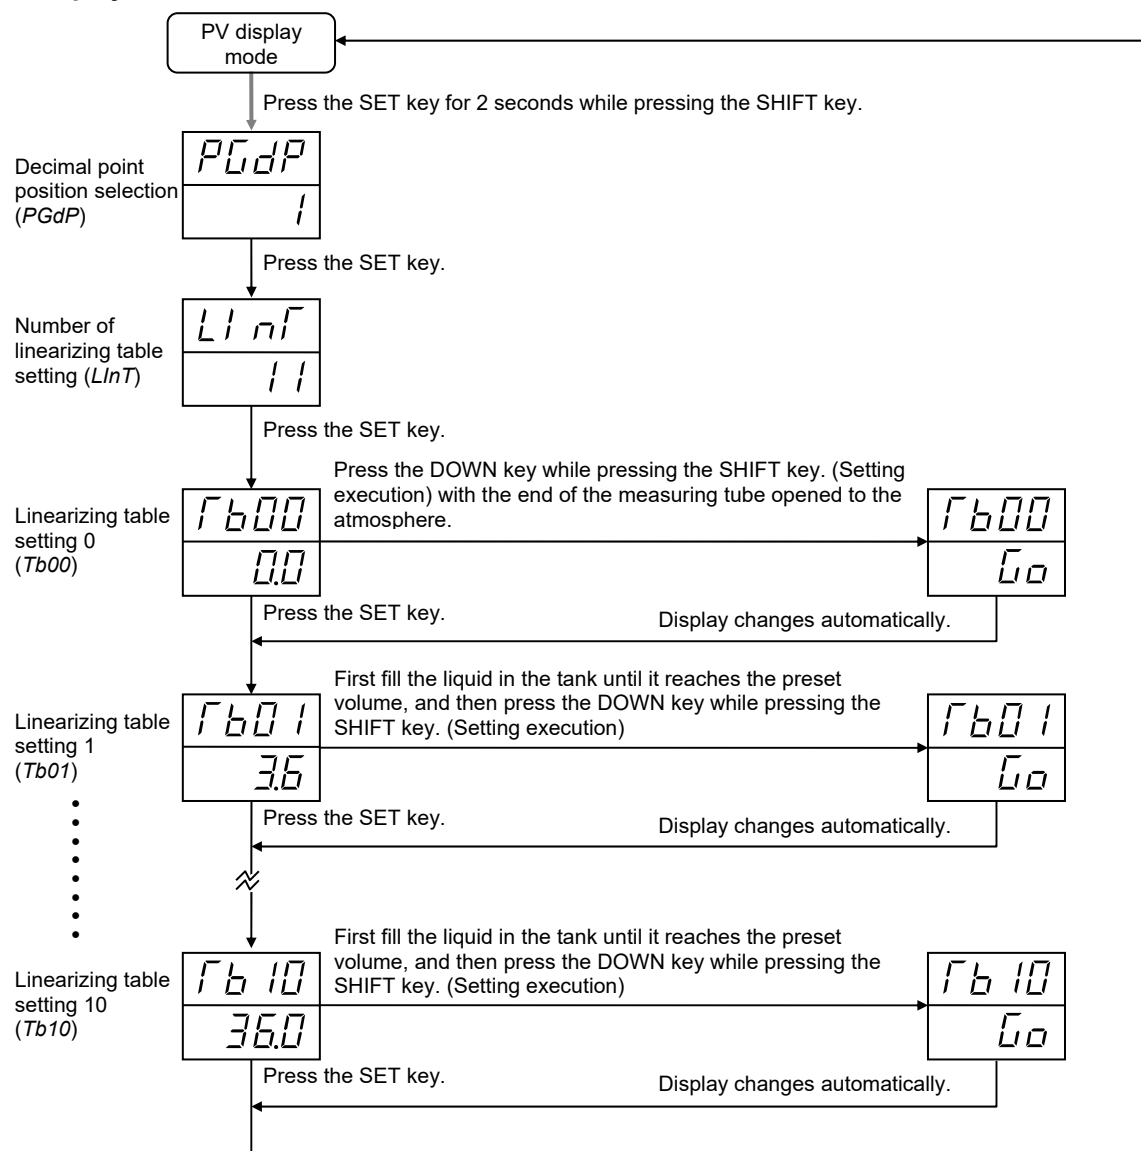 PV display
mode
Press the SET key for 2 seconds while pressing the SHIFT key.
Decimal point
position selection
(PGdP)
PGdP
1
Press the SET key.
Number of
linearizing table
setting (LInT)
LInT
11
Press the SET key.
Linearizing table
setting 0
(Tb00)
Tb00
0.0
Press the DOWN key while pressing the SHIFT key. (Setting
execution) with the end of the measuring tube opened to the
atmosphere.
Tb00
Go
Press the SET key.
Display changes automatically.
Linearizing table
setting 1
(Tb01)
Tb01
3.6
First fill the liquid in the tank until it reaches the preset
volume, and then press the DOWN key while pressing the
SHIFT key. (Setting execution)
Tb01
Go
Press the SET key.
Display changes automatically.
Linearizing table
setting 10
(Tb10)
Tb10
36.0
First fill the liquid in the tank until it reaches the preset
volume, and then press the DOWN key while pressing the
SHIFT key. (Setting execution)
Tb10
Go
Press the SET key.
Display changes automatically.